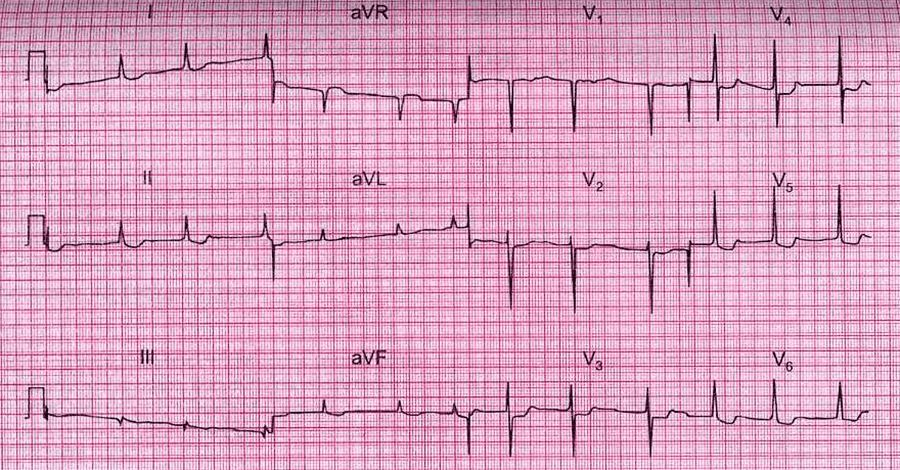 I aVR V₁ V₄
II aVL V₂ V₅
III aVF V₃ V₆